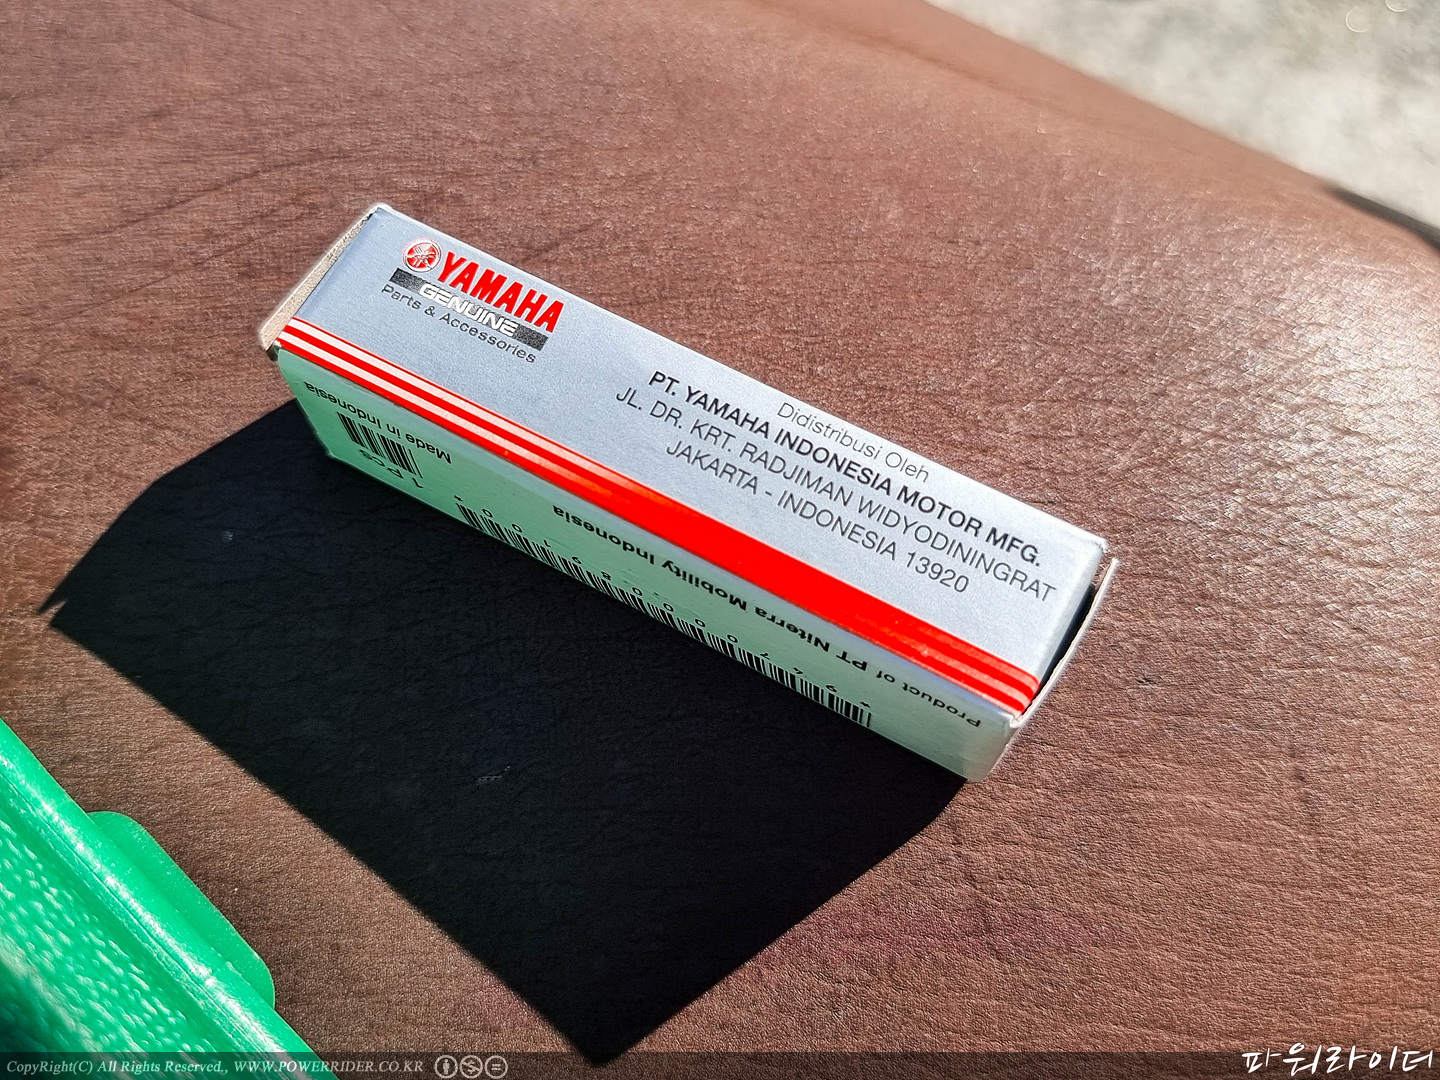 YAMAHA
GENUINE
Parts & Accessories
Didistribusi Oleh
PT. YAMAHA INDONESIA MOTOR MFG.
JL. DR. KRT. RADJIMAN WIDYODININGRAT
JAKARTA - INDONESIA 13920
Product of PT Niterra Mobility Indonesia
1 Pcs
Made in Indonesia
CopyRight(C) All Rights Reserved,, WWW.POWERRIDER.CO.KR
파워라이더